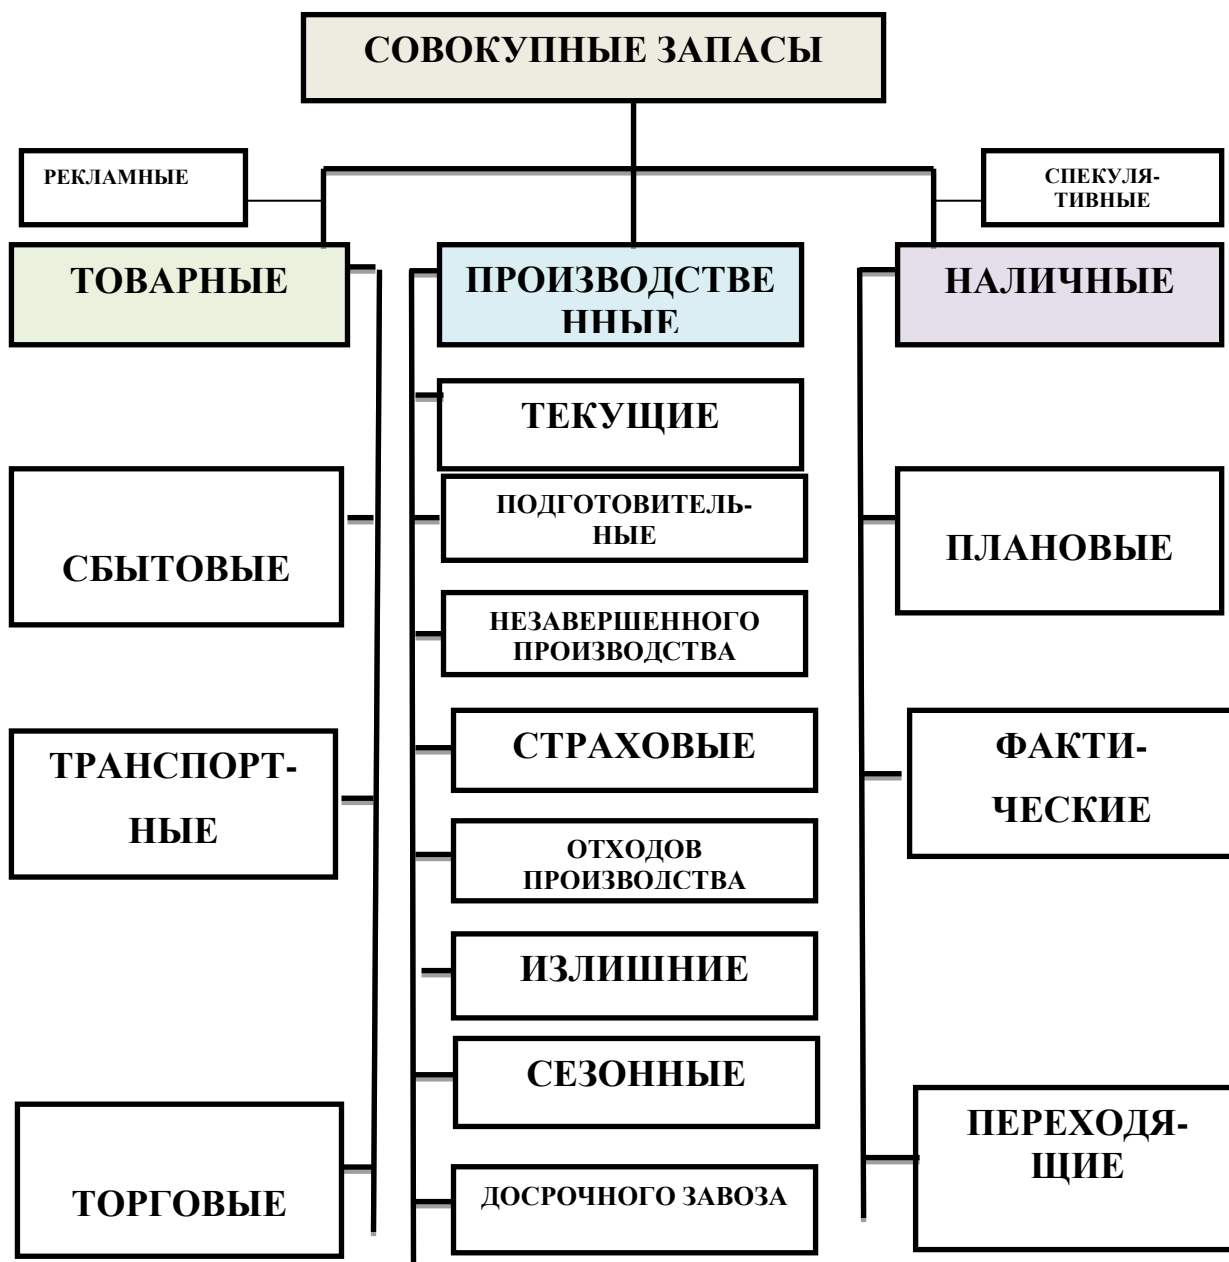 СОВОКУПНЫЕ ЗАПАСЫ
РЕКЛАМНЫЕ
СПЕКУЛЯ-
ТИВНЫЕ
ТОВАРНЫЕ
ПРОИЗВОДСТВЕ
ННЫЕ
НАЛИЧНЫЕ
ТЕКУЩИЕ
ПОДГОТОВИТЕЛЬ-
НЫЕ
НЕЗАВЕРШЕННОГО
ПРОИЗВОДСТВА
СТРАХОВЫЕ
ОТХОДОВ
ПРОИЗВОДСТВА
ИЗЛИШНИЕ
СЕЗОННЫЕ
ДОСРОЧНОГО ЗАВОЗА
СБЫТОВЫЕ
ТРАНСПОРТ-
НЫЕ
ТОРГОВЫЕ
ПЛАНОВЫЕ
ФАКТИ-
ЧЕСКИЕ
ПЕРЕХОДЯ-
ЩИЕ